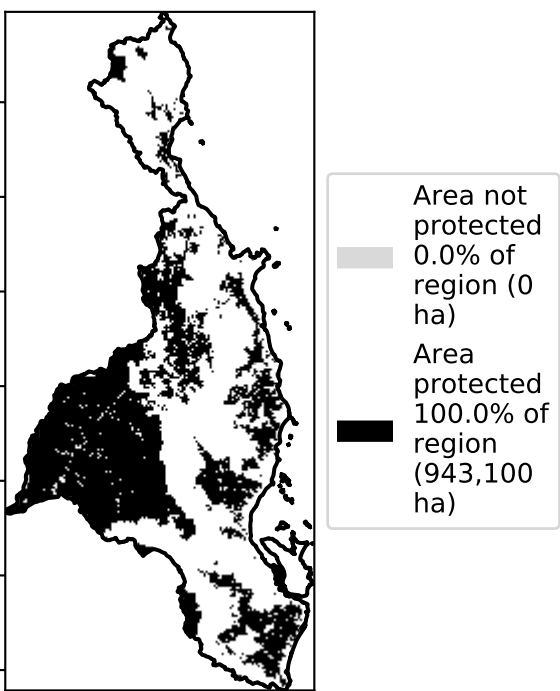 Area not
protected
0.0% of
region (0
ha)
Area
protected
100.0% of
region
(943,100
ha)